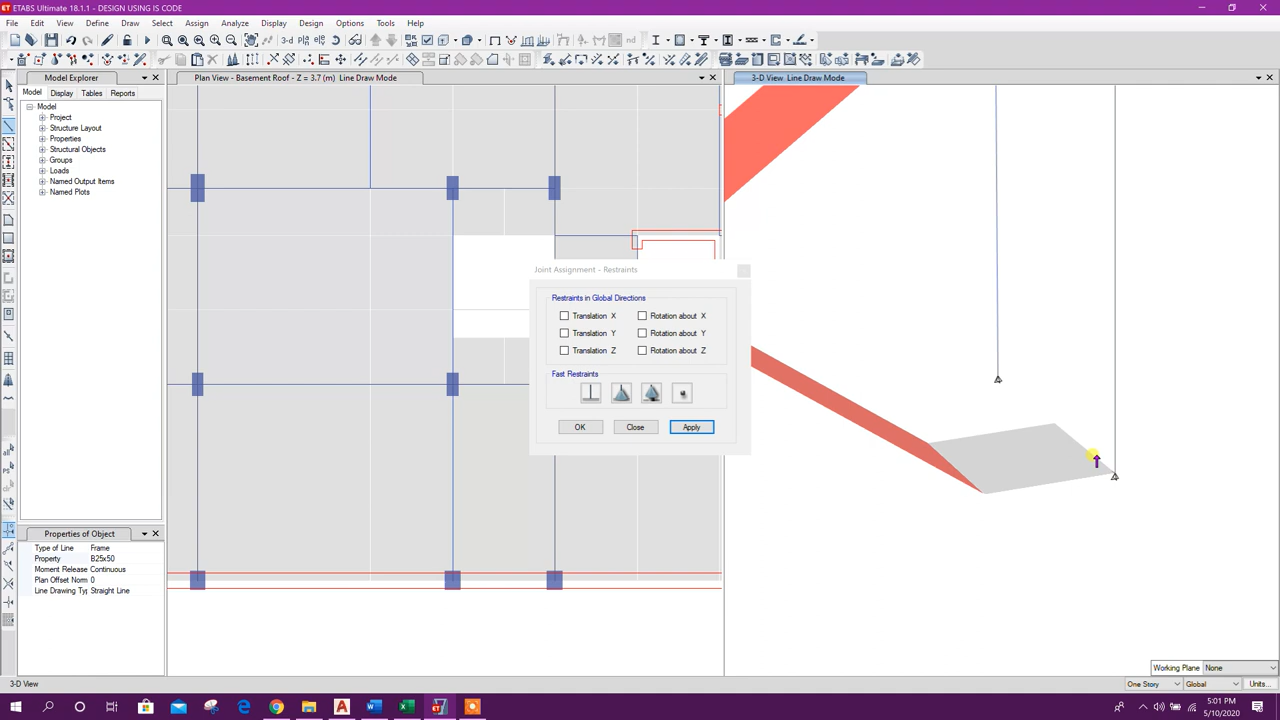 ETABS Ultimate 18.1.1 - DESIGN USING IS CODE
File Edit View Define Draw Select Assign Analyze Display Design Options Tools Help
3-d
nd
Model Explorer
Plan View - Basement Roof - Z = 3.7 (m) Line Draw Mode
3-D View Line Draw Mode
Model Display Tables Reports
Model
Project
Structure Layout
Properties
Structural Objects
Groups
Loads
Named Output Items
Named Plots
Joint Assignment - Restraints
Restraints in Global Directions
Translation X Rotation about X
Translation Y Rotation about Y
Translation Z Rotation about Z
Fast Restraints
OK Close Apply
Properties of Object
Type of Line Frame
Property B25x50
Moment Release Continuous
Plan Offset Norm 0
Line Drawing Typ Straight Line
Working Plane None
3-D View
One Story Global Units...
5:01 PM
5/10/2020